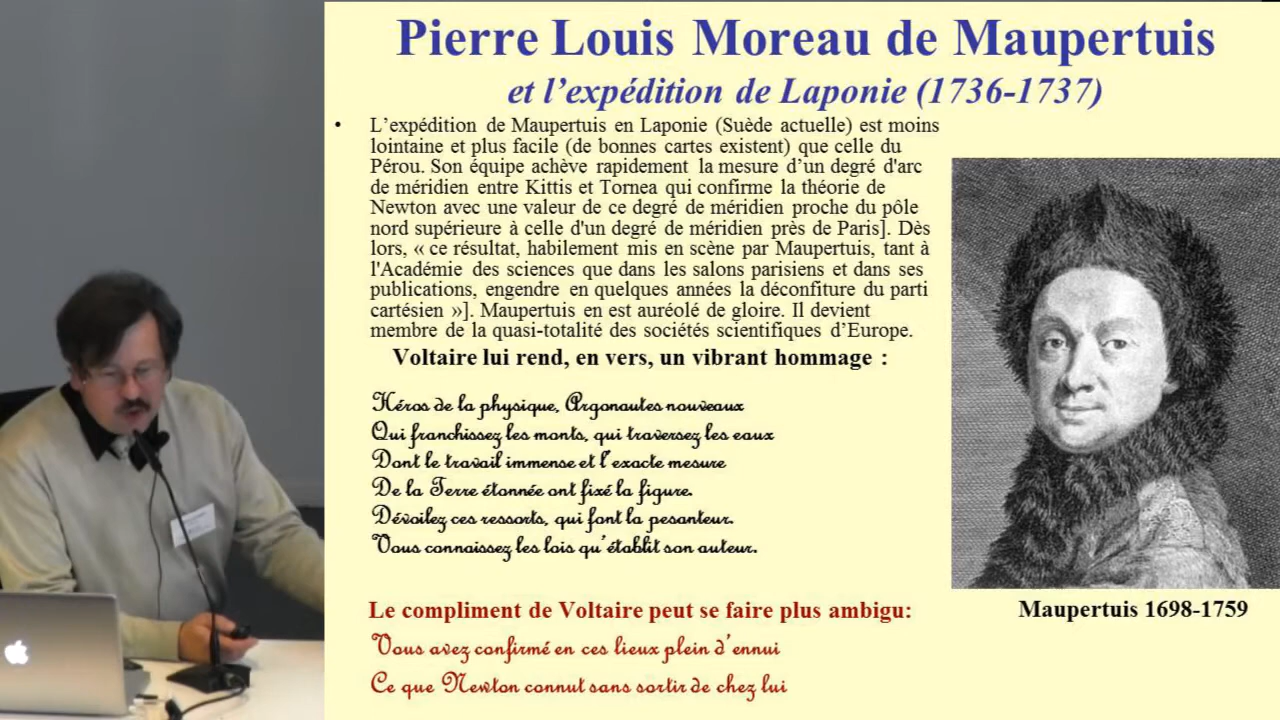 Pierre Louis Moreau de Maupertuis
et l'expédition de Laponie (1736-1737)
• L'expédition de Maupertuis en Laponie (Suède actuelle) est moins
lointaine et plus facile (de bonnes cartes existent) que celle du
Pérou. Son équipe achève rapidement la mesure d'un degré d'arc
de méridien entre Kittis et Tornea qui confirme la théorie de
Newton avec une valeur de ce degré de méridien proche du pôle
nord supérieure à celle d'un degré de méridien près de Paris]. Dès
lors, « ce résultat, habilement mis en scène par Maupertuis, tant à
l'Académie des sciences que dans les salons parisiens et dans ses
publications, engendre en quelques années la déconfiture du parti
cartésien »]. Maupertuis en est auréolé de gloire. Il devient
membre de la quasi-totalité des sociétés scientifiques d'Europe.
Voltaire lui rend, en vers, un vibrant hommage :
Héros de la physique, Argonautes nouveaux
Qui franchissez les monts, qui traversez les eaux
Dont le travail immense et l'exacte mesure
De la Terre étonnée ont fixé la figure.
Dévoilez ces ressorts, qui font la pesanteur.
Vous connaissez les lois qu'établit son auteur.
Le compliment de Voltaire peut se faire plus ambigu:
Vous avez confirmé en ces lieux plein d'ennui
Ce que Newton connut sans sortir de chez lui
Maupertuis 1698-1759